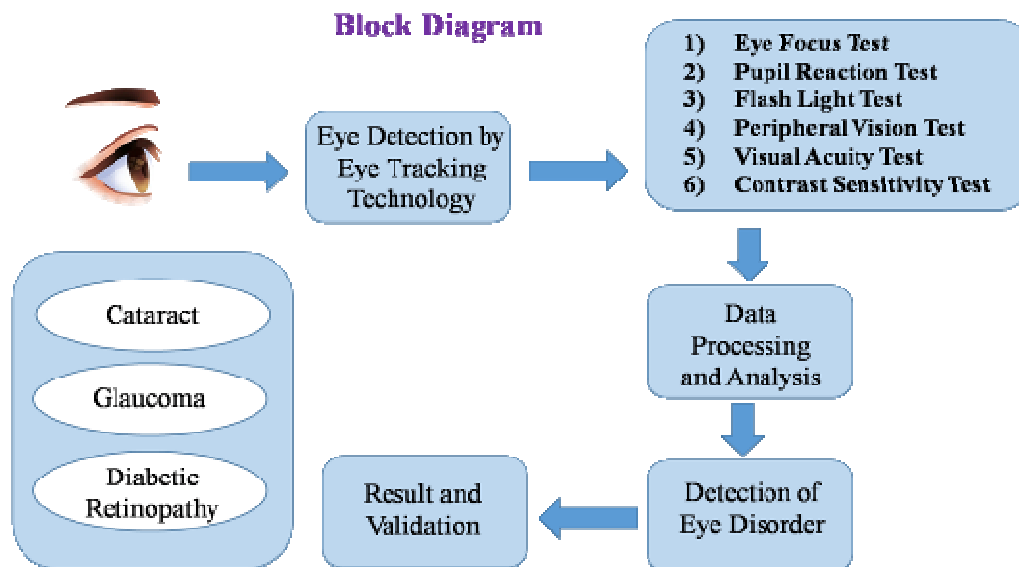 Block Diagram
Eye Detection by
Eye Tracking
Technology
1) Eye Focus Test
2) Pupil Reaction Test
3) Flash Light Test
4) Peripheral Vision Test
5) Visual Acuity Test
6) Contrast Sensitivity Test
Data
Processing
and Analysis
Detection of
Eye Disorder
Result and
Validation
Cataract
Glaucoma
Diabetic
Retinopathy